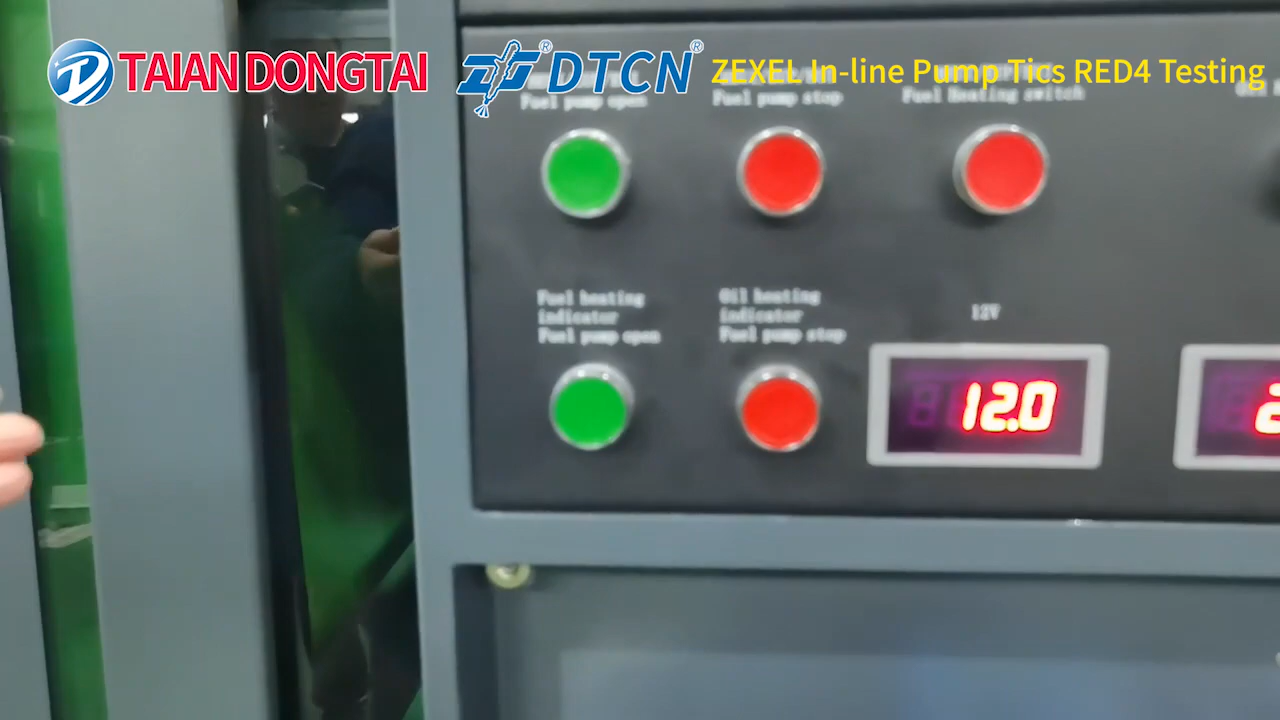 TAIAN DONGTAI
DTCN
ZEXEL In-line Pump Tics RED4 Testing
Fuel pump open
Fuel pump stop
Fuel Heating switch
Fuel heating
indicator
Fuel pump open
Oil heating
indicator
Fuel pump stop
12V
12.0
2